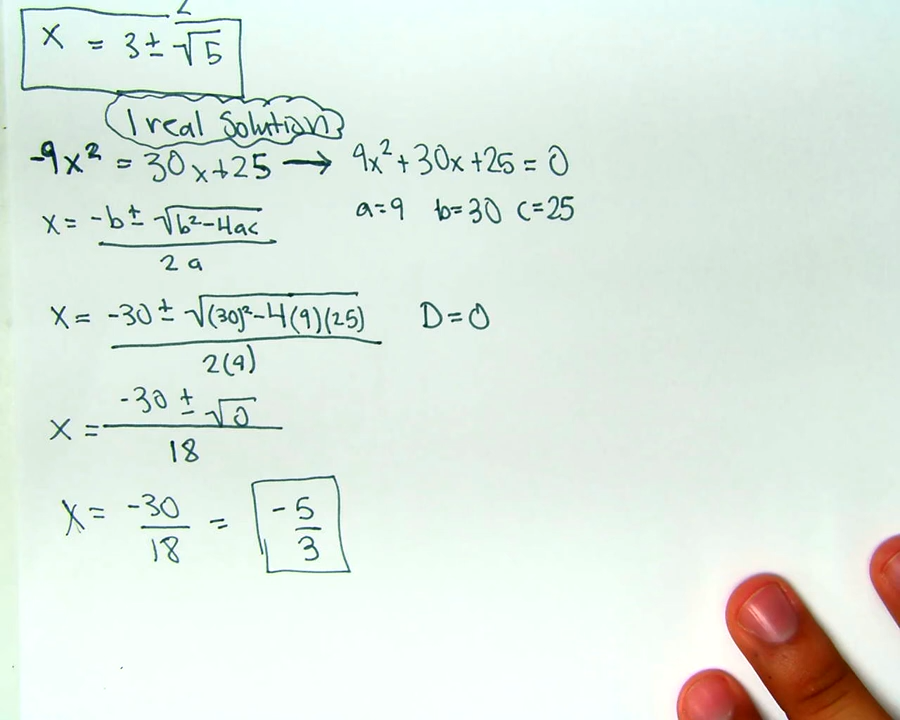 2
x = 3 ± √5
1 real Solution
-9x² = 30x+25 → 9x²+30x+25=0
a=9 b=30 c=25
x= -b ± √b²-4ac
2a
x= -30 ± √(30)²-4(9)(25) D=0
2(9)
x= -30 ± √0
18
x= -30/18 = -5/3